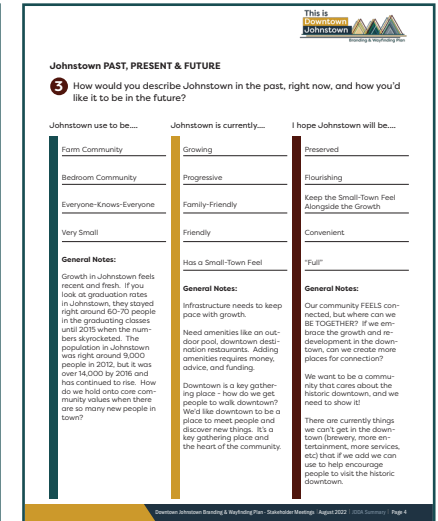 This is
Downtown
Johnstown
Branding & Wayfinding Plan
Johnstown PAST, PRESENT & FUTURE
3 How would you describe Johnstown in the past, right now, and how you'd
like it to be in the future?
Johnstown use to be....
Farm Community
Bedroom Community
Everyone-Knows-Everyone
Very Small
General Notes:
Growth in Johnstown feels
recent and fresh. If you
look at graduation rates
in Johnstown, they stayed
right around 60-70 people
in the graduating classes
until 2015 when the num-
bers skyrocketed. The
population in Johnstown
was right around 9,000
people in 2012, but it was
over 14,000 by 2016 and
has continued to rise. How
do we hold onto core com-
munity values when there
are so many new people in
town?
Johnstown is currently....
Growing
Progressive
Family-Friendly
Friendly
Has a Small-Town Feel
General Notes:
Infrastructure needs to keep
pace with growth.
Need amenities like an out-
door pool, downtown desti-
nation restaurants. Adding
amenities requires money,
advice, and funding.
Downtown is a key gather-
ing place - how do we get
people to walk downtown?
We'd like downtown to be a
place to meet people and
discover new things. It's a
key gathering place and
the heart of the community.
I hope Johnstown will be....
Preserved
Flourishing
Keep the Small-Town Feel
Alongside the Growth
Convenient
"Full"
General Notes:
Our community FEELS con-
nected, but where can we
BE TOGETHER? If we em-
brace the growth and re-
development in the down-
town, can we create more
places for connection?
We want to be a commu-
nity that cares about the
historic downtown, and we
need to show it!
There are currently things
we can't get in the down-
town (brewery, more en-
tertainment, more services,
etc) that if we add we can
use to help encourage
people to visit the historic
downtown.
Downtown Johnstown Branding & Wayfinding Plan - Stakeholder Meetings | August 2022 | DDA Summary | Page 4